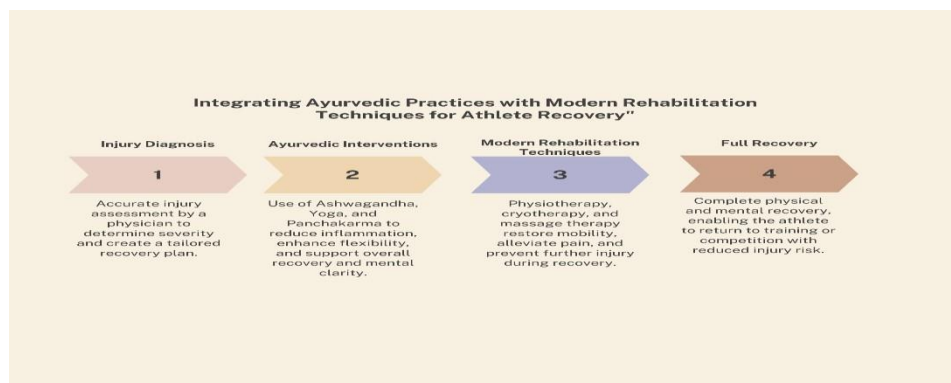 Integrating Ayurvedic Practices with Modern Rehabilitation
Techniques for Athlete Recovery"
Injury Diagnosis
1
Accurate injury
assessment by a
physician to
determine severity
and create a tailored
recovery plan.
Ayurvedic Interventions
2
Use of Ashwagandha,
Yoga, and
Panchakarma to
reduce inflammation,
enhance flexibility,
and support overall
recovery and mental
clarity.
Modern Rehabilitation
Techniques
3
Physiotherapy,
cryotherapy, and
massage therapy
restore mobility,
alleviate pain, and
prevent further injury
during recovery.
Full Recovery
4
Complete physical
and mental recovery,
enabling the athlete
to return to training or
competition with
reduced injury risk.